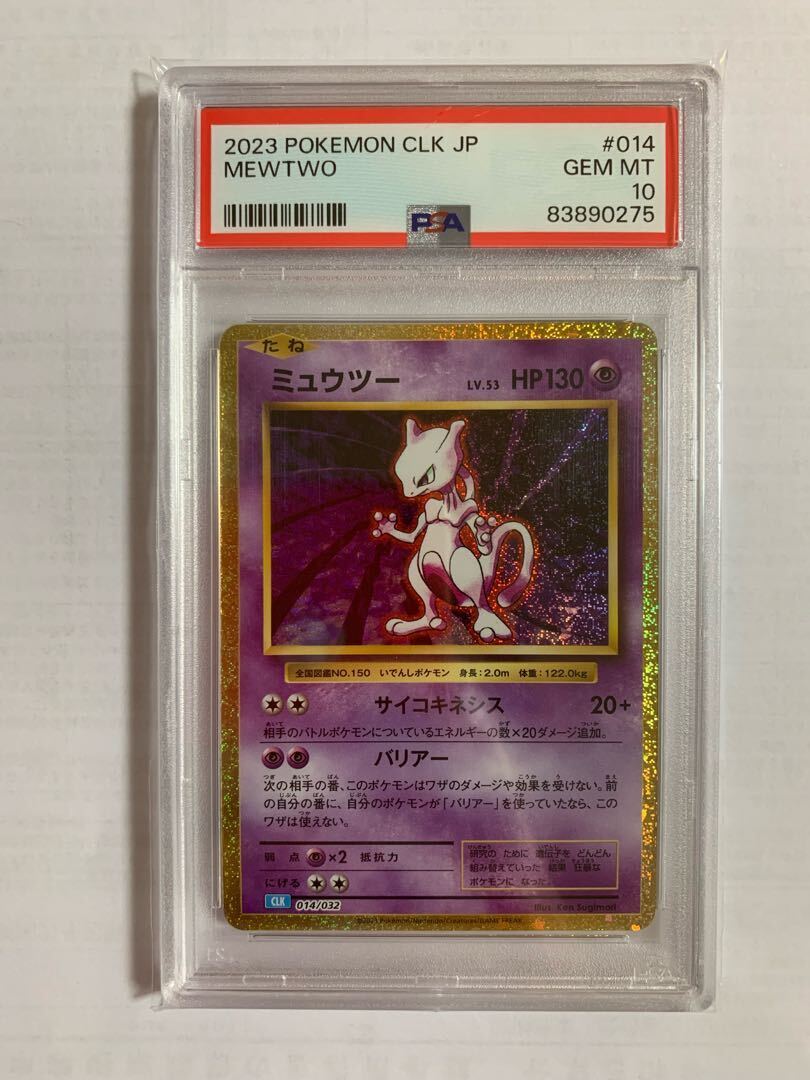 2023 POKEMON CLK JP #014
MEWTWO GEM MT
10
PSA 83890275
たね
ミュウツー LV.53 HP130
全国図鑑NO.150 いでんしポケモン 身長:2.0m 体重:122.0kg
サイコキネシス 20+
相手のバトルポケモンについているエネルギーの数×20ダメージ追加。
バリアー
次の相手の番、このポケモンはワザのダメージや効果を受けない。前
の自分の番に、自分のポケモンが「バリアー」を使っていたなら、この
ワザは使えない。
弱点 ×2 抵抗力
にげる
研究の ために 遺伝子を どんどん
組み替えていった 結果 狂暴な
ポケモンに なった。
CLK 014/032
Illus. Ken Sugimori
©2023 Pokémon/Nintendo/Creatures/GAME FREAK